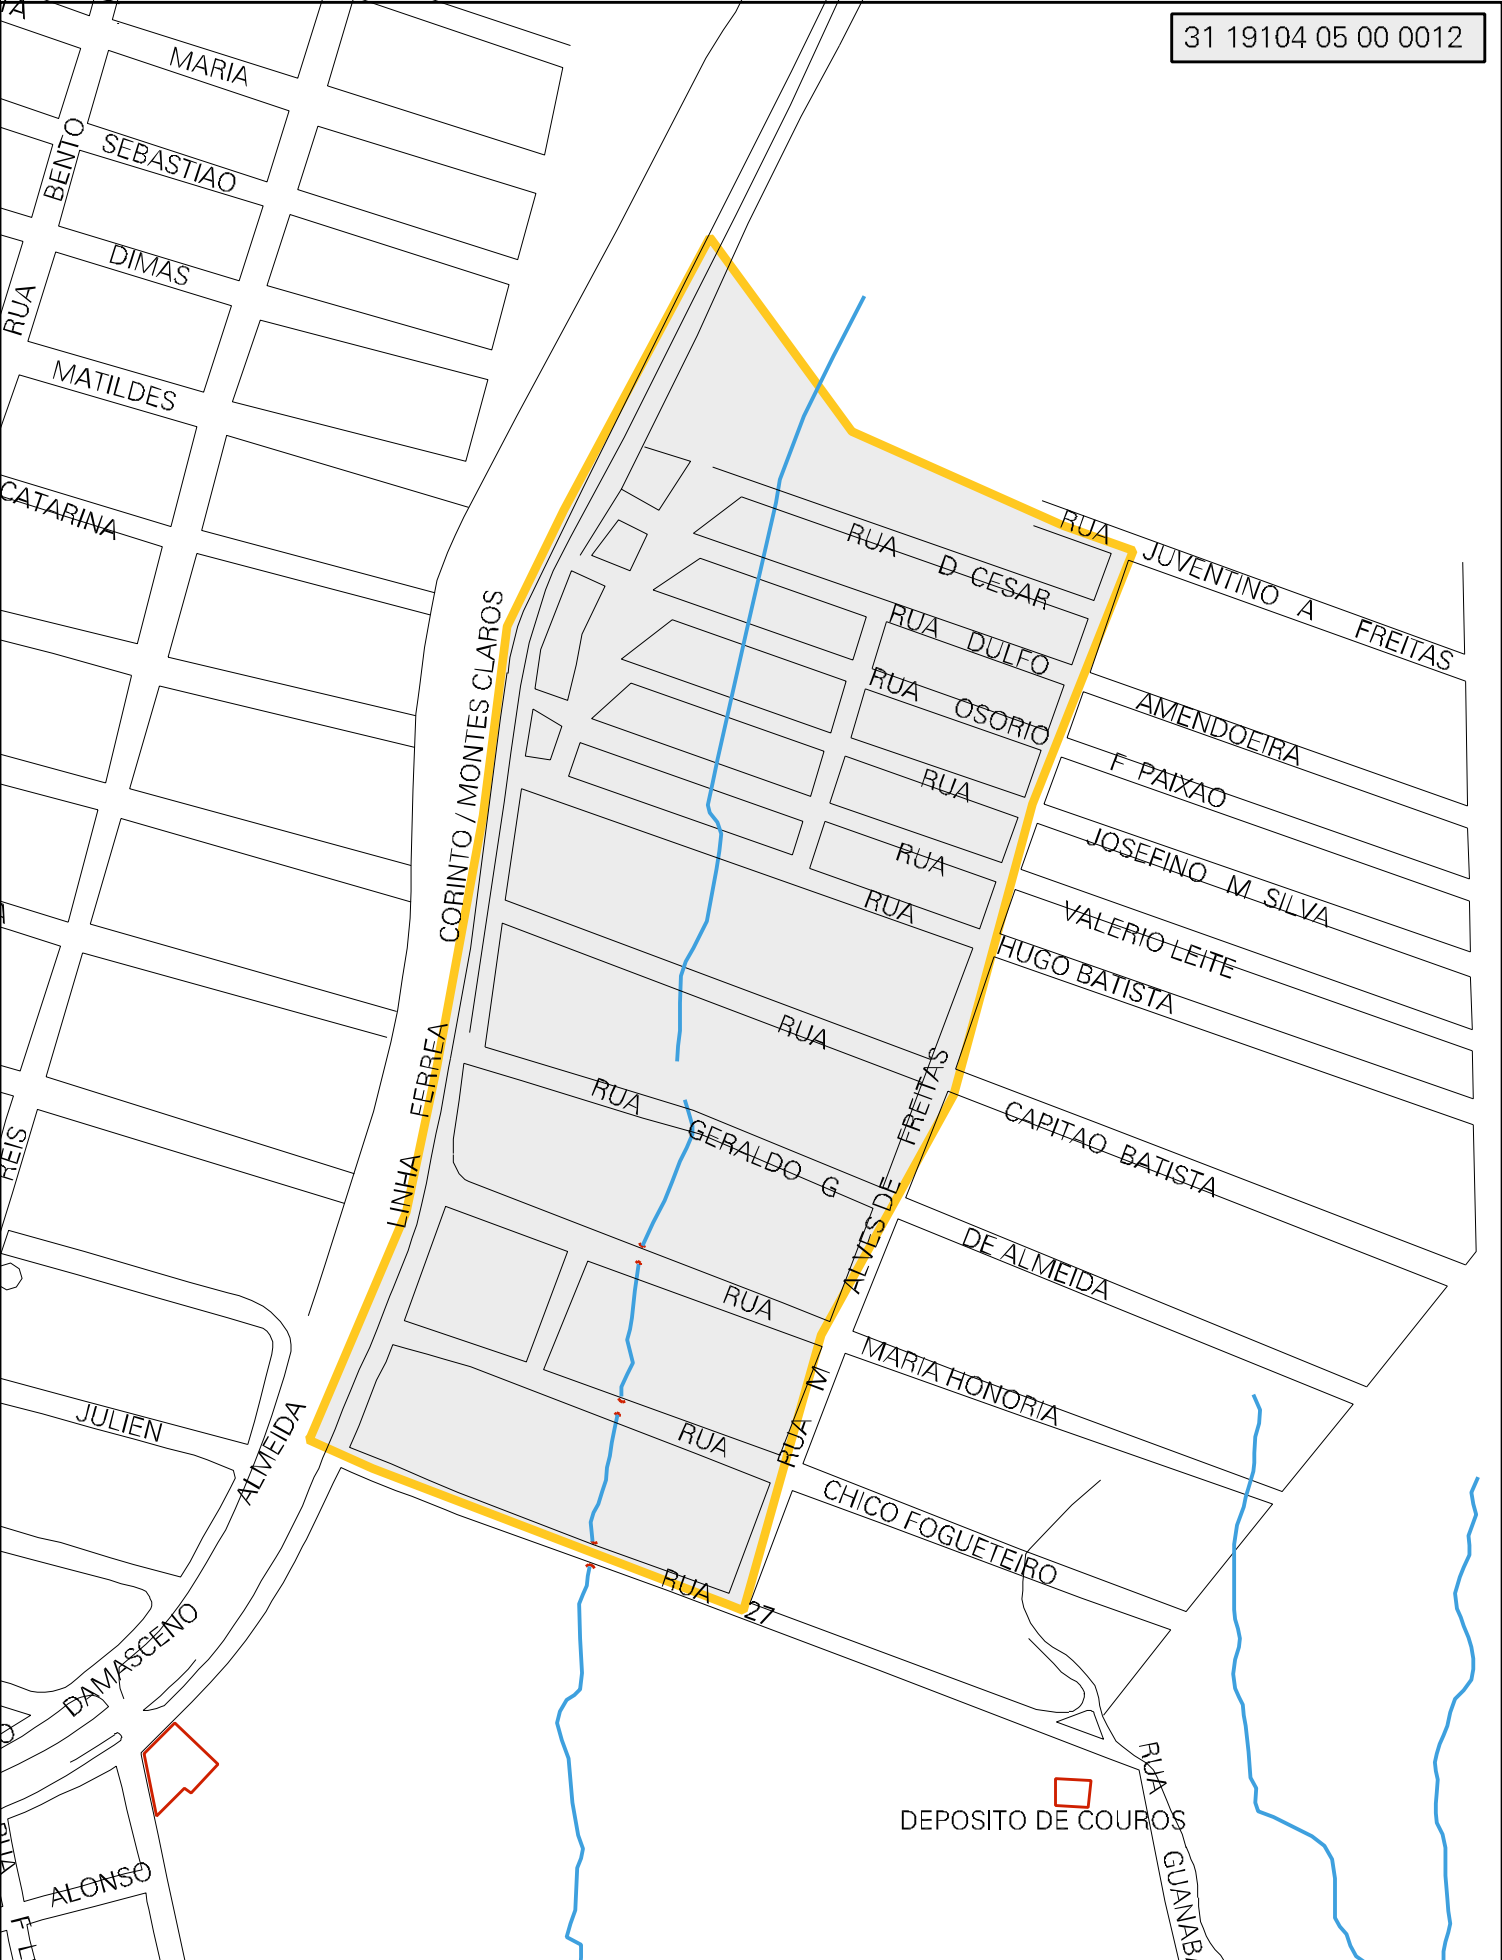 31 19104 05 00 0012
MARIA
BENTO
SEBASTIAO
DIMAS
RUA
MATILDES
CATARINA
RUA JUVENTINO A FREITAS
RUA D CESAR
RUA DULFO
RUA OSORIO
AMENDOEIRA
RUA F PAIXAO
RUA JOSEFINO M SILVA
RUA VALERIO LEITE
HUGO BATISTA
LINHA FERREA CORINTO / MONTES CLAROS
RUA CAPITAO BATISTA
RUA GERALDO G DE ALMEIDA
RUA M ALVES DE FREITAS
RUA MARIA HONORIA
RUA CHICO FOGUETEIRO
RUA 27
REIS
JULIEN
DAMASCENO ALMEIDA
DEPOSITO DE COUROS
RUA
ALONSO